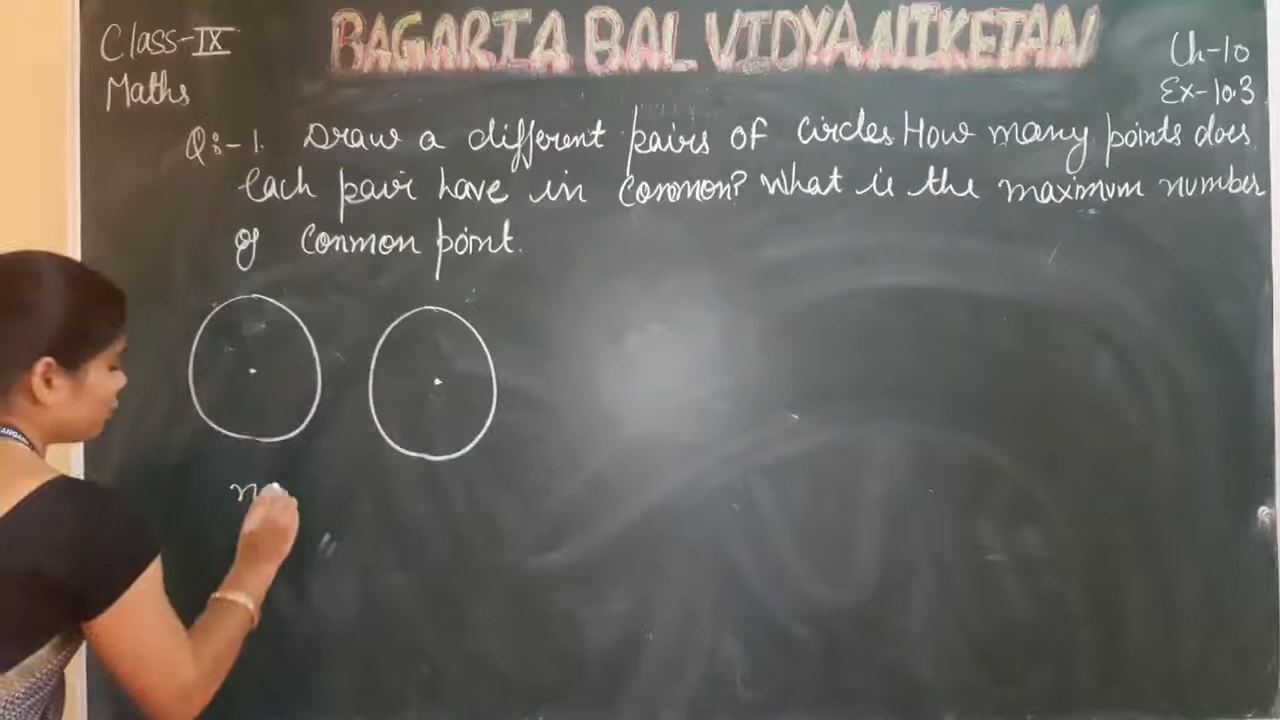 Class-IX
Maths
BAGARIA BAL VIDYA NIKETAN
Ch-10
Ex-10.3
Q:-1. Draw a different pairs of circles How many points does
each pair have in common? What is the maximum number
of Common point.